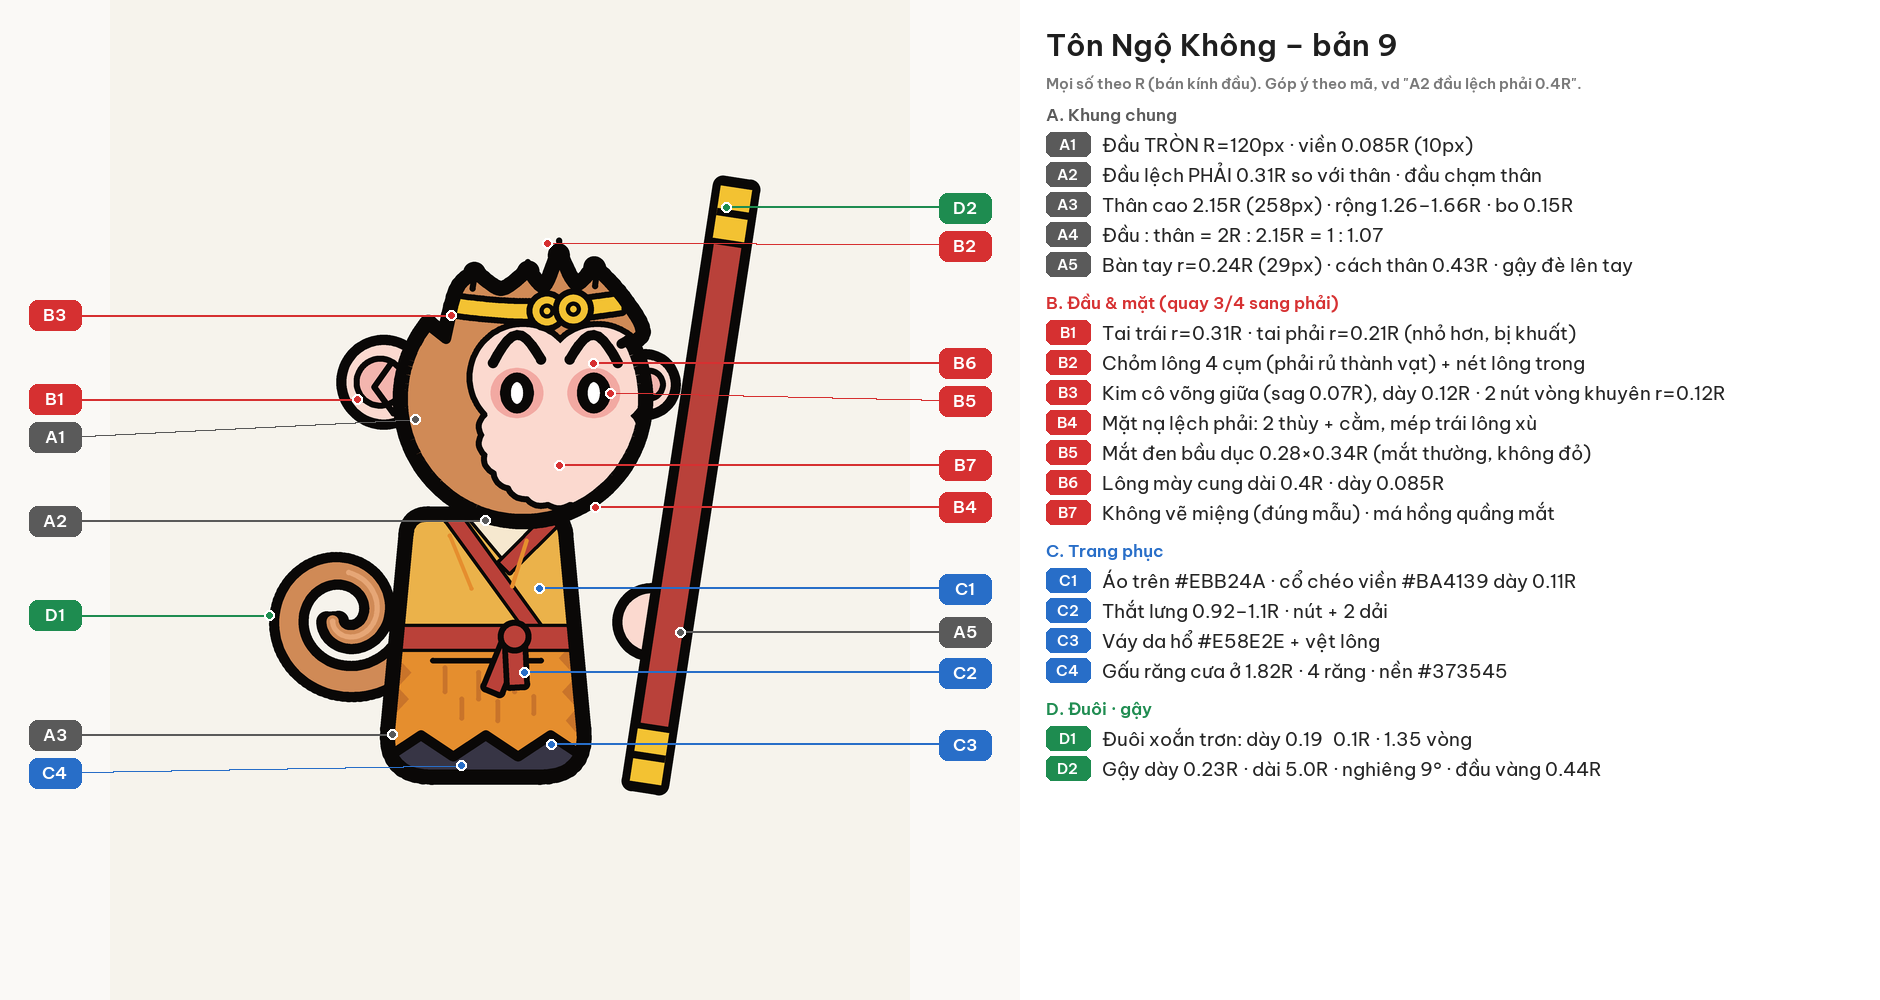 Tôn Ngộ Không – bản 9
Mọi số theo R (bán kính đầu). Góp ý theo mã, vd "A2 đầu lệch phải 0.4R".
A. Khung chung
A1 Đầu TRÒN R=120px · viền 0.085R (10px)
A2 Đầu lệch PHẢI 0.31R so với thân · đầu chạm thân
A3 Thân cao 2.15R (258px) · rộng 1.26–1.66R · bo 0.15R
A4 Đầu : thân = 2R : 2.15R = 1 : 1.07
A5 Bàn tay r=0.24R (29px) · cách thân 0.43R · gậy đè lên tay
B. Đầu & mặt (quay 3/4 sang phải)
B1 Tai trái r=0.31R · tai phải r=0.21R (nhỏ hơn, bị khuất)
B2 Chỏm lông 4 cụm (phải rủ thành vạt) + nét lông trong
B3 Kim cô võng giữa (sag 0.07R), dày 0.12R · 2 nút vòng khuyên r=0.12R
B4 Mặt nạ lệch phải: 2 thùy + cằm, mép trái lông xù
B5 Mắt đen bầu dục 0.28×0.34R (mắt thường, không đỏ)
B6 Lông mày cung dài 0.4R · dày 0.085R
B7 Không vẽ miệng (đúng mẫu) · má hồng quầng mắt
C. Trang phục
C1 Áo trên #EBB24A · cổ chéo viền #BA4139 dày 0.11R
C2 Thắt lưng 0.92–1.1R · nút + 2 dải
C3 Váy da hổ #E58E2E + vệt lông
C4 Gấu răng cưa ở 1.82R · 4 răng · nền #373545
D. Đuôi · gậy
D1 Đuôi xoắn trơn: dày 0.19 0.1R · 1.35 vòng
D2 Gậy dày 0.23R · dài 5.0R · nghiêng 9° · đầu vàng 0.44R
D2
B2
B3
B6
B1
B5
A1
B7
B4
A2
C1
D1
A5
C2
A3
C3
C4